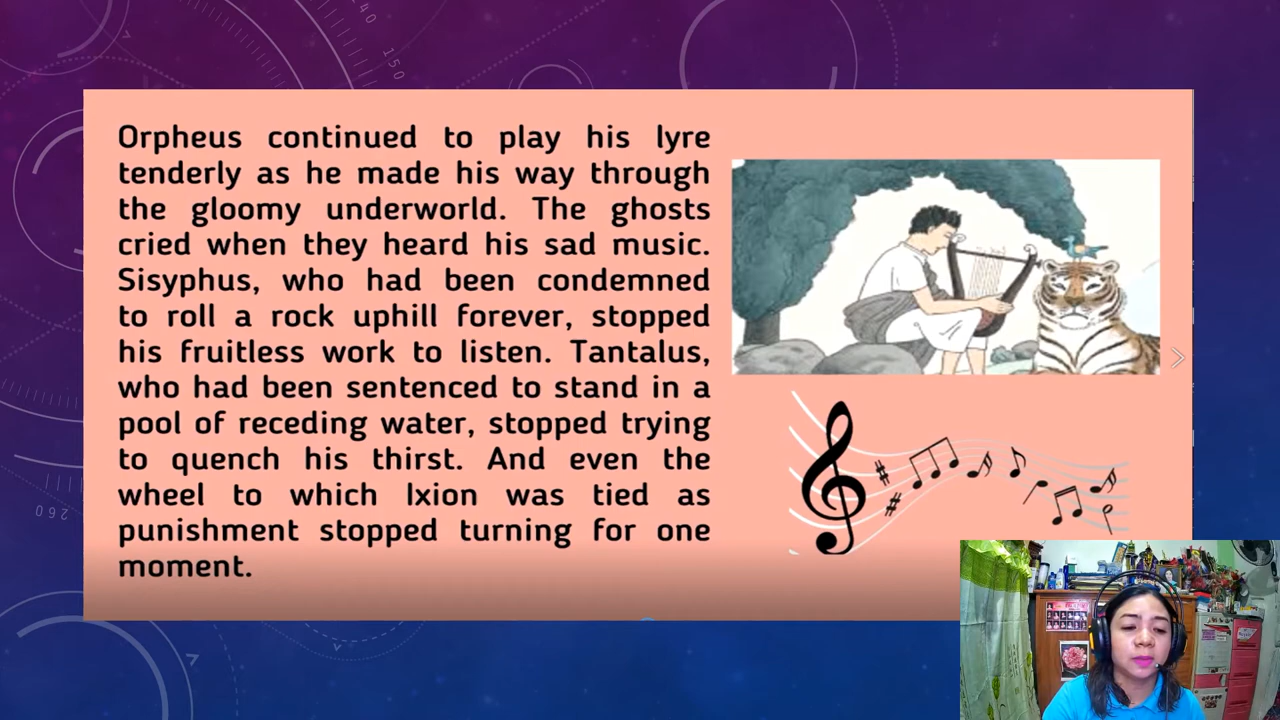 Orpheus continued to play his lyre
tenderly as he made his way through
the gloomy underworld. The ghosts
cried when they heard his sad music.
Sisyphus, who had been condemned
to roll a rock uphill forever, stopped
his fruitless work to listen. Tantalus,
who had been sentenced to stand in a
pool of receding water, stopped trying
to quench his thirst. And even the
wheel to which Ixion was tied as
punishment stopped turning for one
moment.
140
150
260